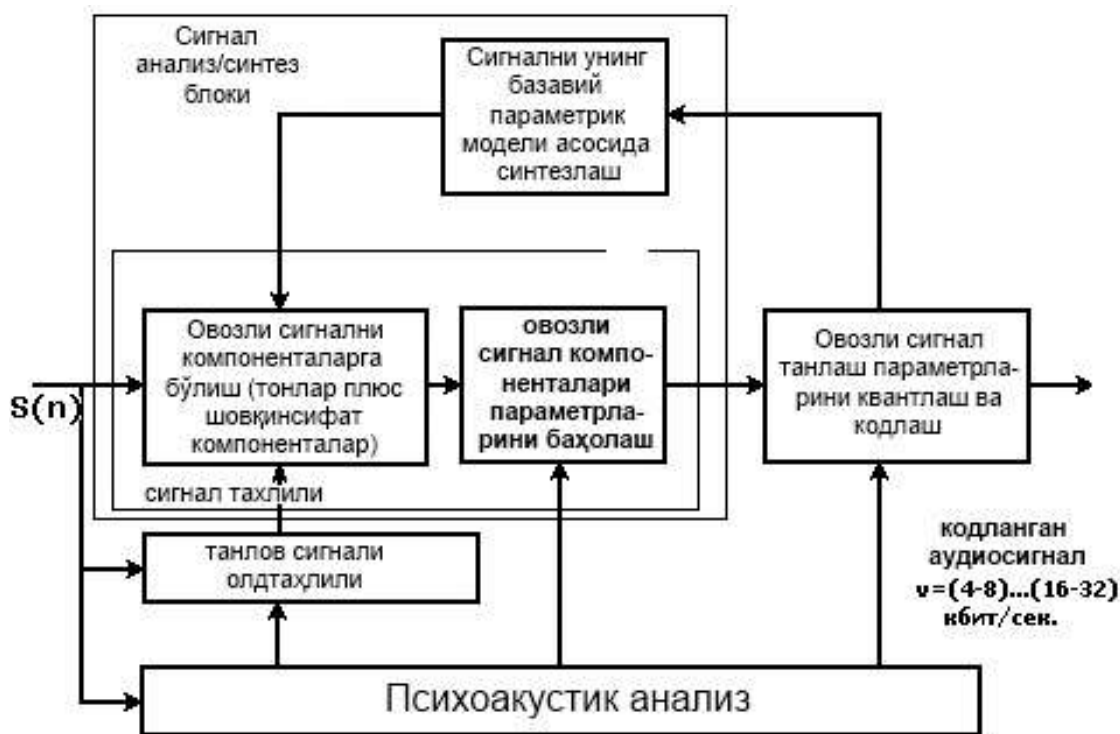 Сигнал
анализ/синтез
блоки
Сигнални унинг
базавий
параметрик
модели асосида
синтезлаш
Овозли сигнални
компоненталарга
бўлиш (тонлар плюс
шовқинсифат
компоненталар)
овозли
сигнал компо-
ненталари
параметрла-
рини баҳолаш
Овозли сигнал
танлаш параметрла-
рини квантлаш ва
кодлаш
S(n)
сигнал тахлили
танлов сигнали
олдтаҳлили
кодланган
аудиосигнал
v=(4-8)...(16-32)
кбит/сек.
Психоакустик анализ